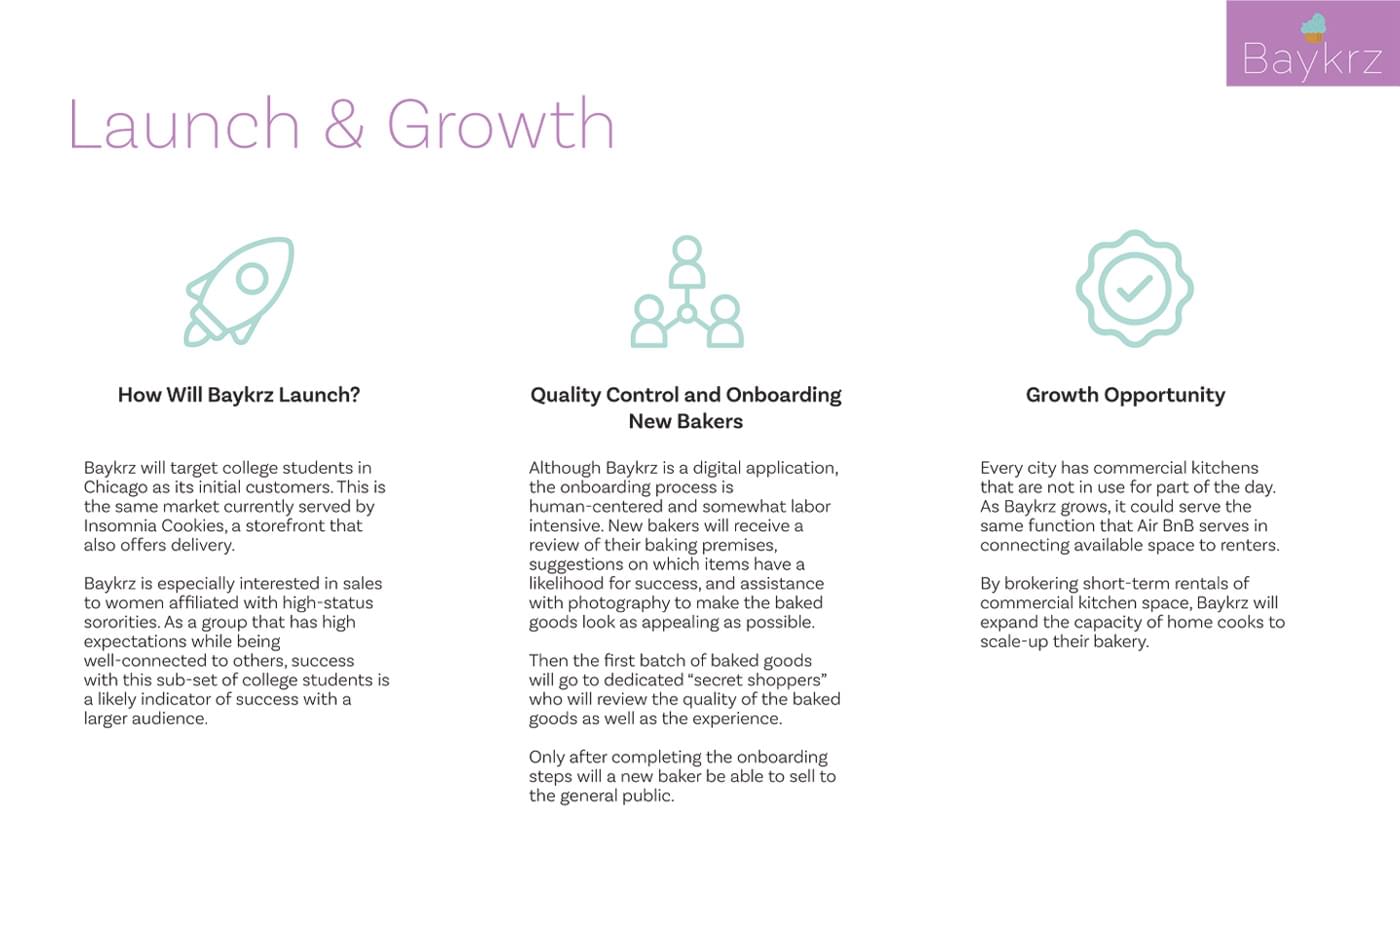 Baykrz
Launch & Growth
How Will Baykrz Launch?
Baykrz will target college students in
Chicago as its initial customers. This is
the same market currently served by
Insomnia Cookies, a storefront that
also offers delivery.
Baykrz is especially interested in sales
to women affiliated with high-status
sororities. As a group that has high
expectations while being
well-connected to others, success
with this sub-set of college students is
a likely indicator of success with a
larger audience.
Quality Control and Onboarding
New Bakers
Although Baykrz is a digital application,
the onboarding process is
human-centered and somewhat labor
intensive. New bakers will receive a
review of their baking premises,
suggestions on which items have a
likelihood for success, and assistance
with photography to make the baked
goods look as appealing as possible.
Then the first batch of baked goods
will go to dedicated “secret shoppers”
who will review the quality of the baked
goods as well as the experience.
Only after completing the onboarding
steps will a new baker be able to sell to
the general public.
Growth Opportunity
Every city has commercial kitchens
that are not in use for part of the day.
As Baykrz grows, it could serve the
same function that Air BnB serves in
connecting available space to renters.
By brokering short-term rentals of
commercial kitchen space, Baykrz will
expand the capacity of home cooks to
scale-up their bakery.